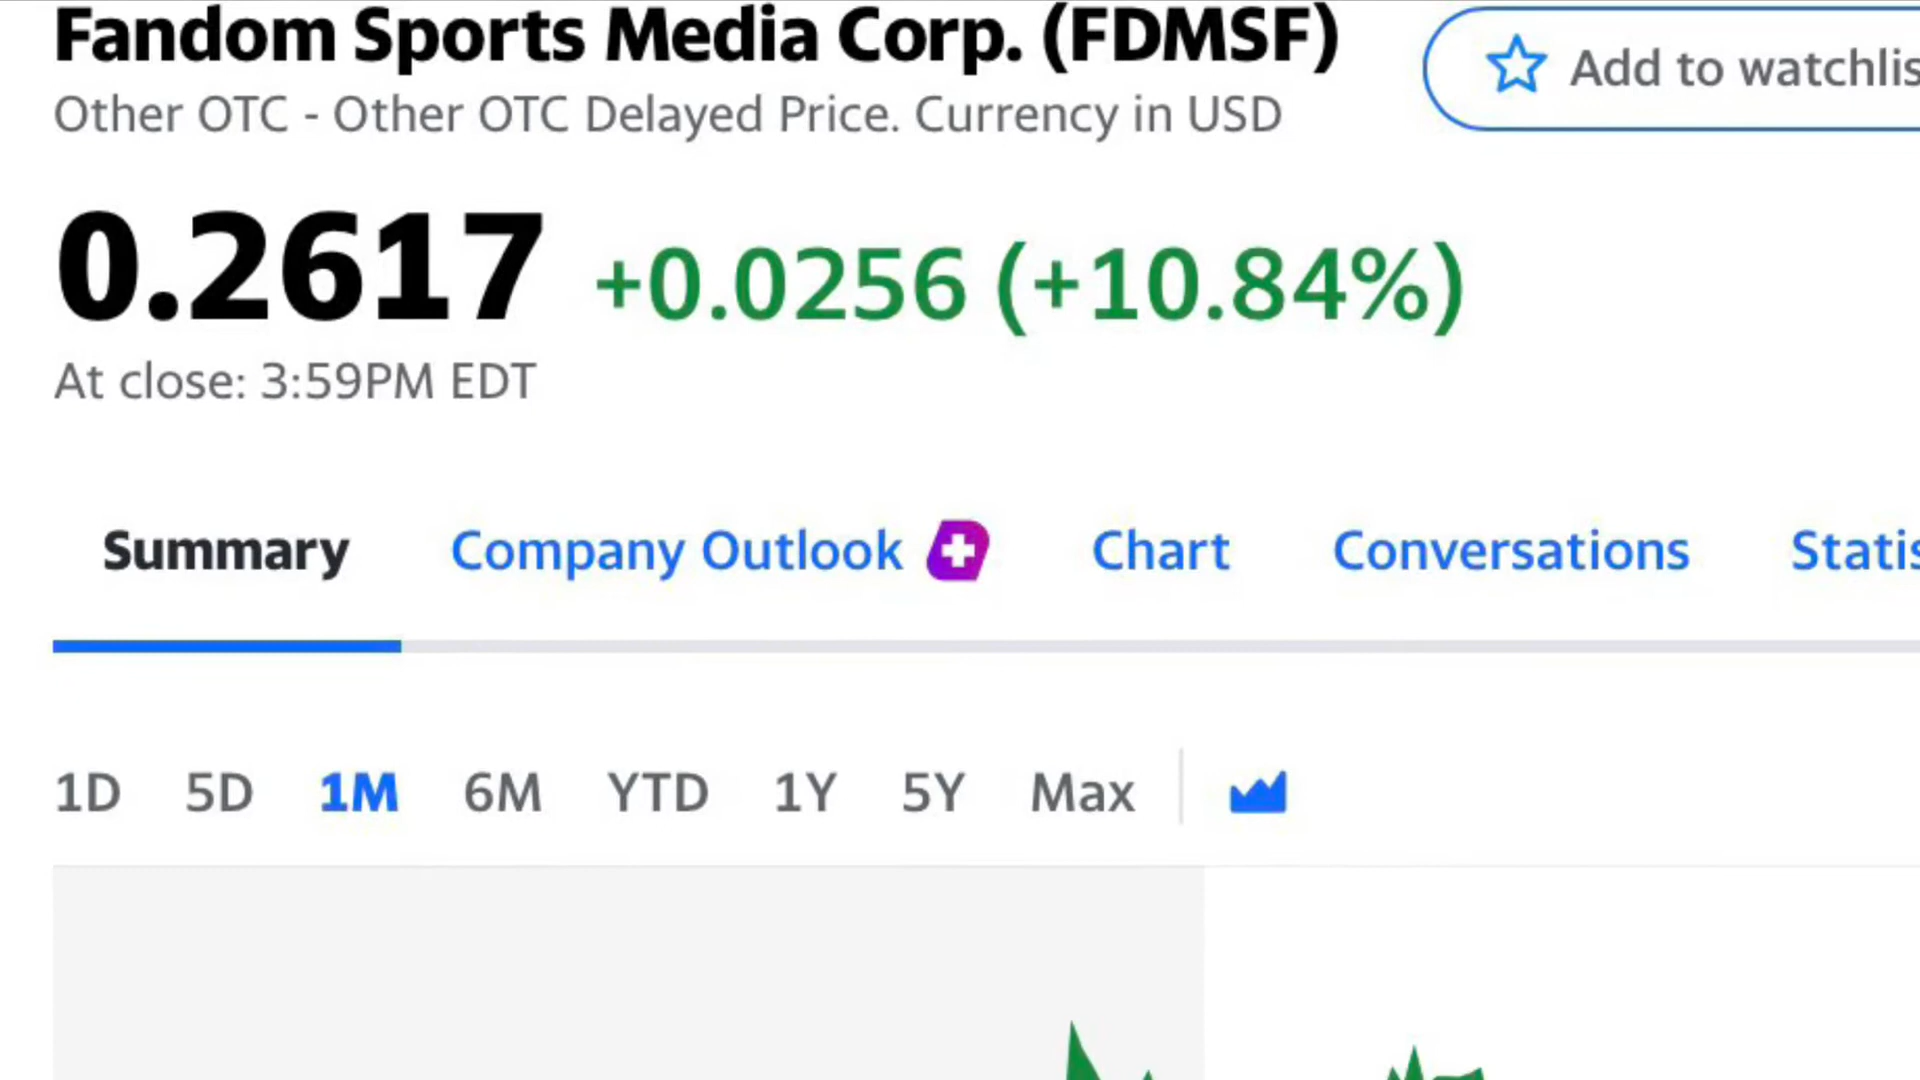 Fandom Sports Media Corp. (FDMSF)
Add to watchlis
Other OTC - Other OTC Delayed Price. Currency in USD
0.2617 +0.0256 (+10.84%)
At close: 3:59PM EDT
Summary Company Outlook Chart Conversations Statis
1D 5D 1M 6M YTD 1Y 5Y Max